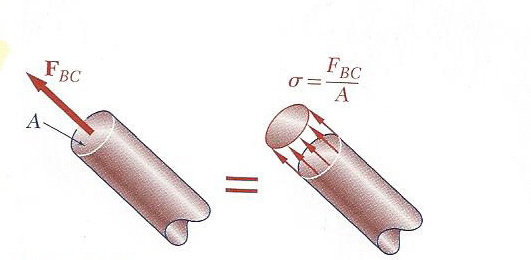 F_BC
A
σ = F_BC / A
=